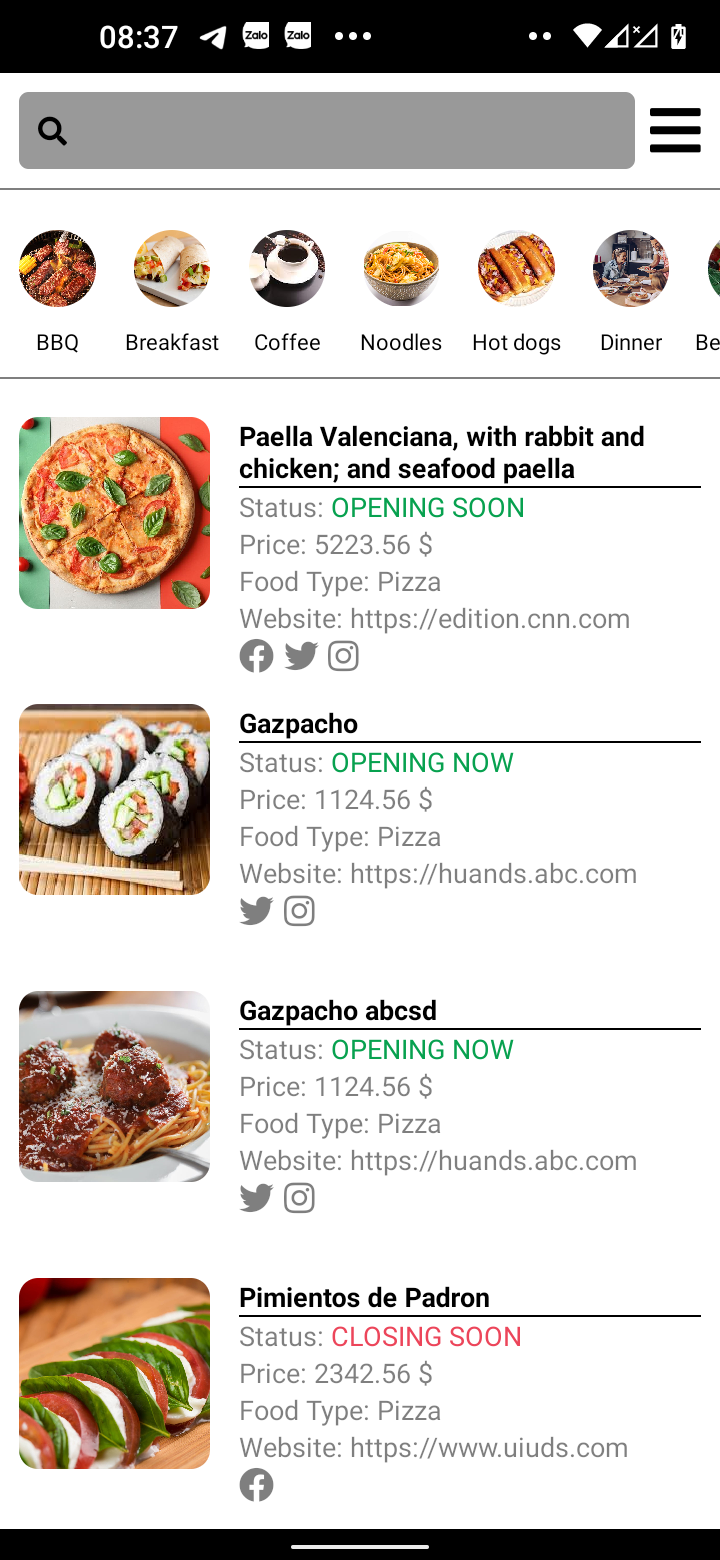 08:37 Zalo Zalo
BBQ Breakfast Coffee Noodles Hot dogs Dinner Be
Paella Valenciana, with rabbit and
chicken; and seafood paella
Status: OPENING SOON
Price: 5223.56 $
Food Type: Pizza
Website: https://edition.cnn.com
Gazpacho
Status: OPENING NOW
Price: 1124.56 $
Food Type: Pizza
Website: https://huands.abc.com
Gazpacho abcsd
Status: OPENING NOW
Price: 1124.56 $
Food Type: Pizza
Website: https://huands.abc.com
Pimientos de Padron
Status: CLOSING SOON
Price: 2342.56 $
Food Type: Pizza
Website: https://www.uiuds.com